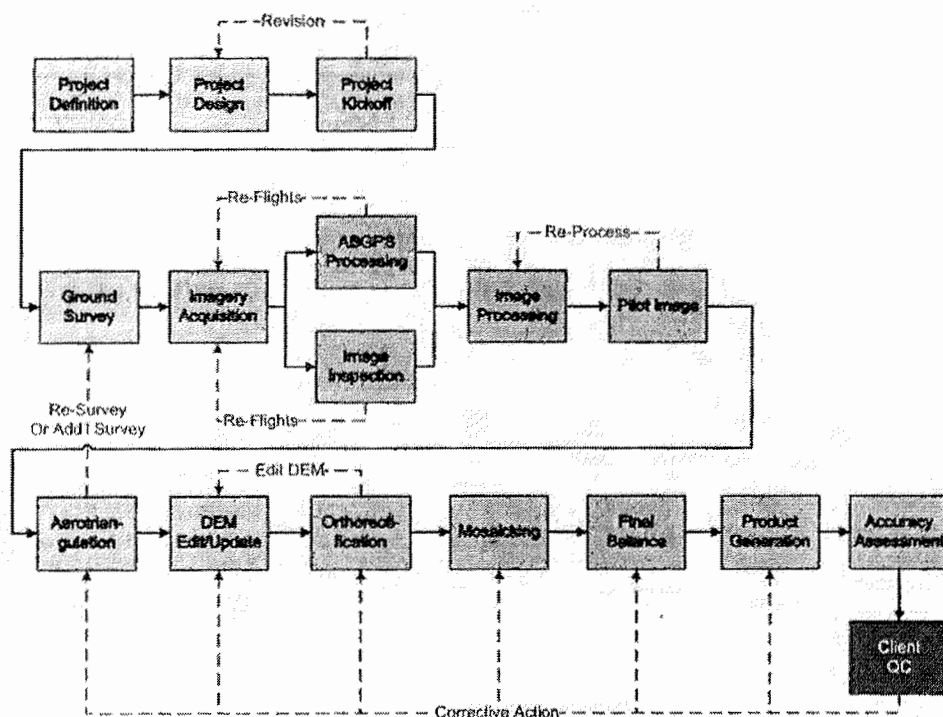 Revision
Project
Definition
Project
Design
Project
Kickoff
Re-Flights
ABGPS
Processing
Re-Process
Ground
Survey
Imagery
Acquisition
Image
Processing
Pilot Image
Image
Inspection
Re-Flights
Re-Survey
Or Add'l Survey
Edit DEM
Aerotrian-
gulation
DEM
Edit/Update
Orthorecti-
fication
Mosaicking
Final
Balance
Product
Generation
Accuracy
Assessment
Client
QC
Corrective Action